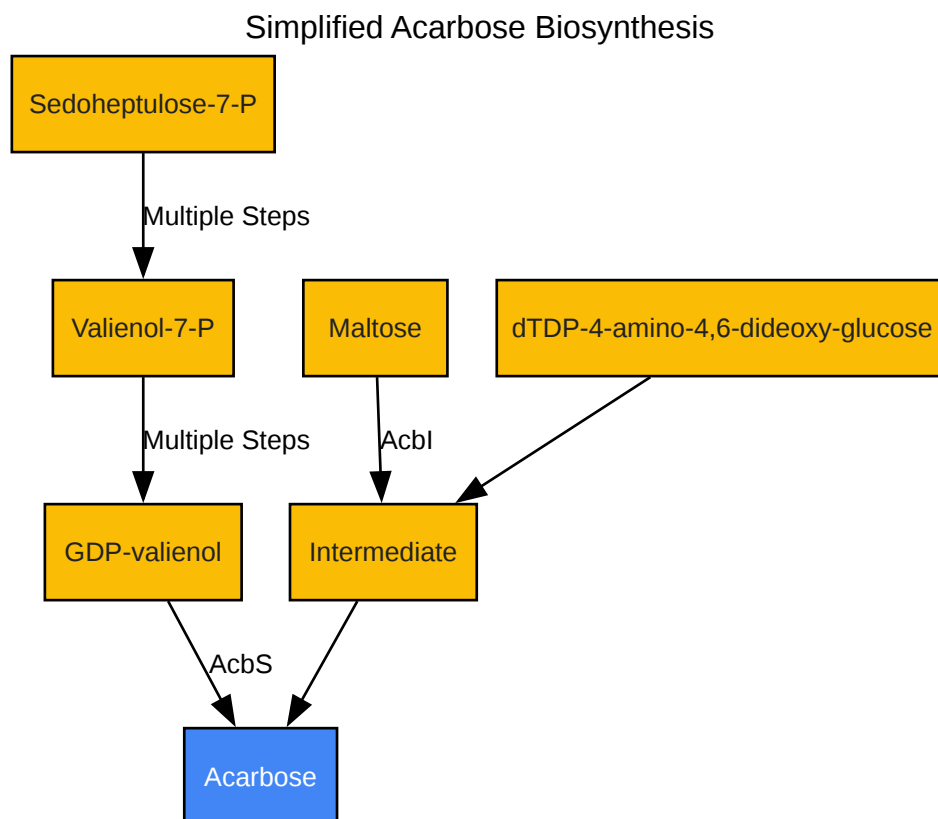 Simplified Acarbose Biosynthesis
Sedoheptulose-7-P
Multiple Steps
Valienol-7-P
Maltose
dTDP-4-amino-4,6-dideoxy-glucose
Multiple Steps
AcbI
GDP-valienol
Intermediate
AcbS
Acarbose